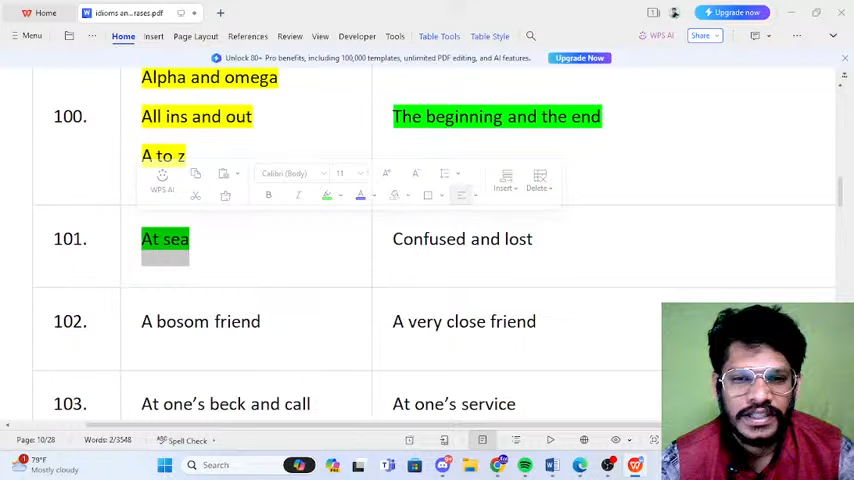 Home
idioms an...rases.pdf
Upgrade now
Menu
Home Insert Page Layout References Review View Developer Table Tools Table Style
WPS AI
Share
Unlock 80+ Pro benefits, including 100,000 templates, unlimited PDF editing, and AI features.
Upgrade Now
Alpha and omega
100.
All ins and out
The beginning and the end
A to z
WPS AI
Calibri (Body)
11
A+
A-
B
I
A
Insert
Delete
101.
At sea
Confused and lost
102.
A bosom friend
A very close friend
103.
At one's beck and call
At one's service
Page: 10/28
Words: 2/3548
Spell Check
79°F
Mostly cloudy
Search